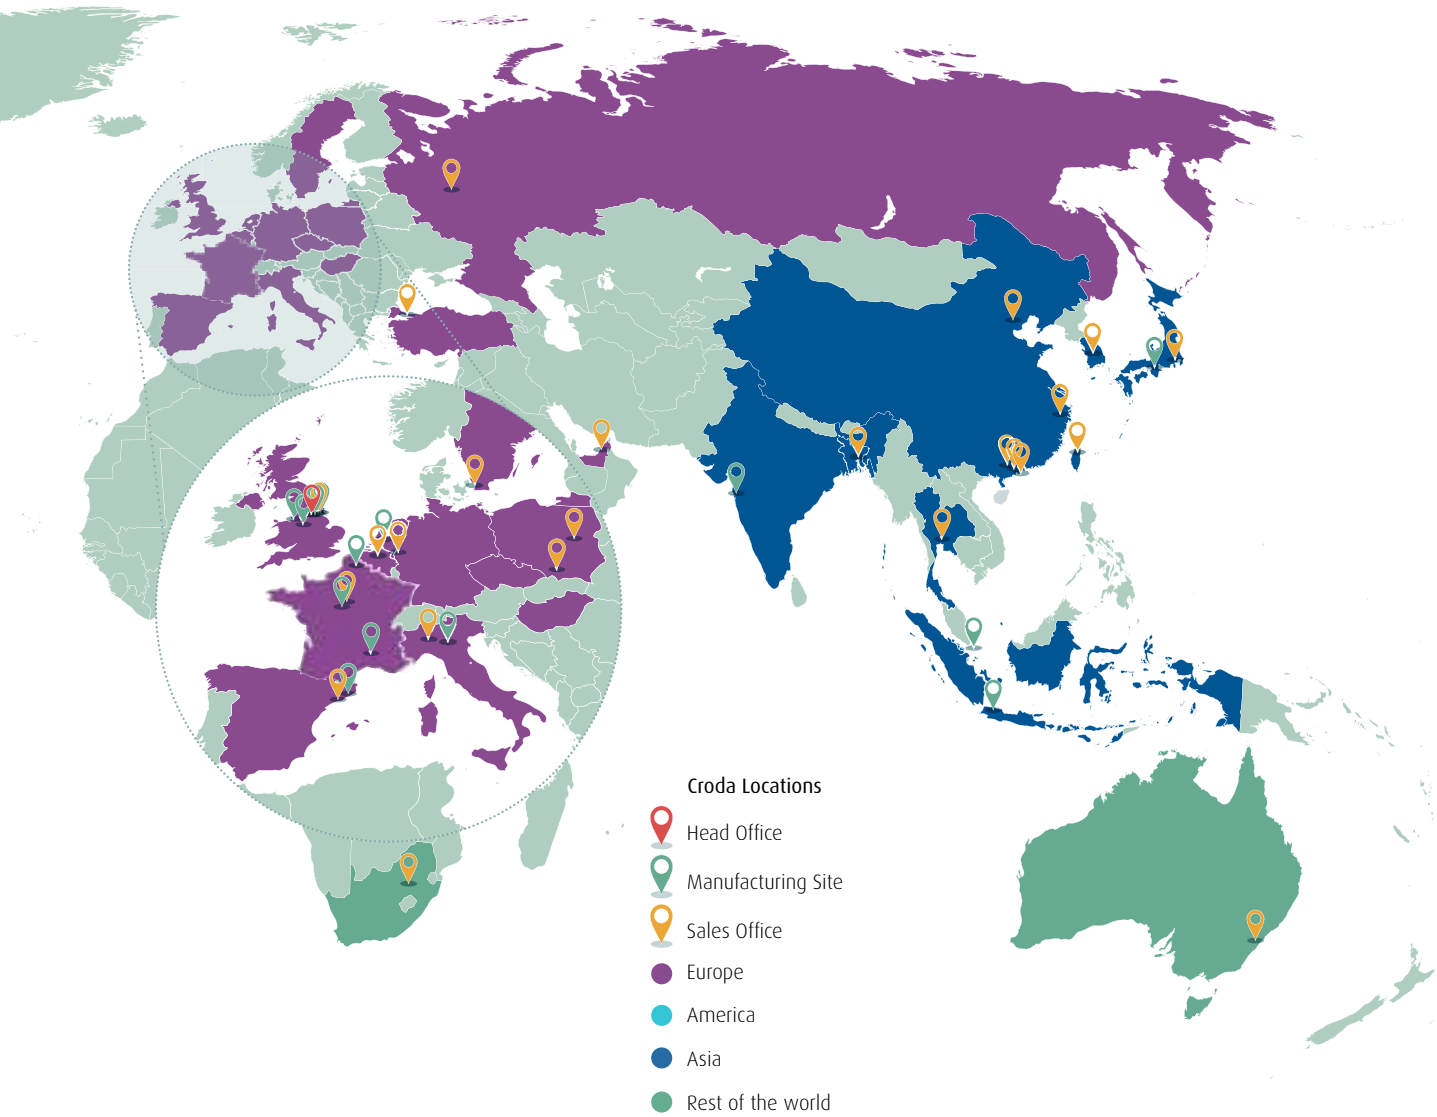 Croda Locations
Head Office
Manufacturing Site
Sales Office
Europe
America
Asia
Rest of the world